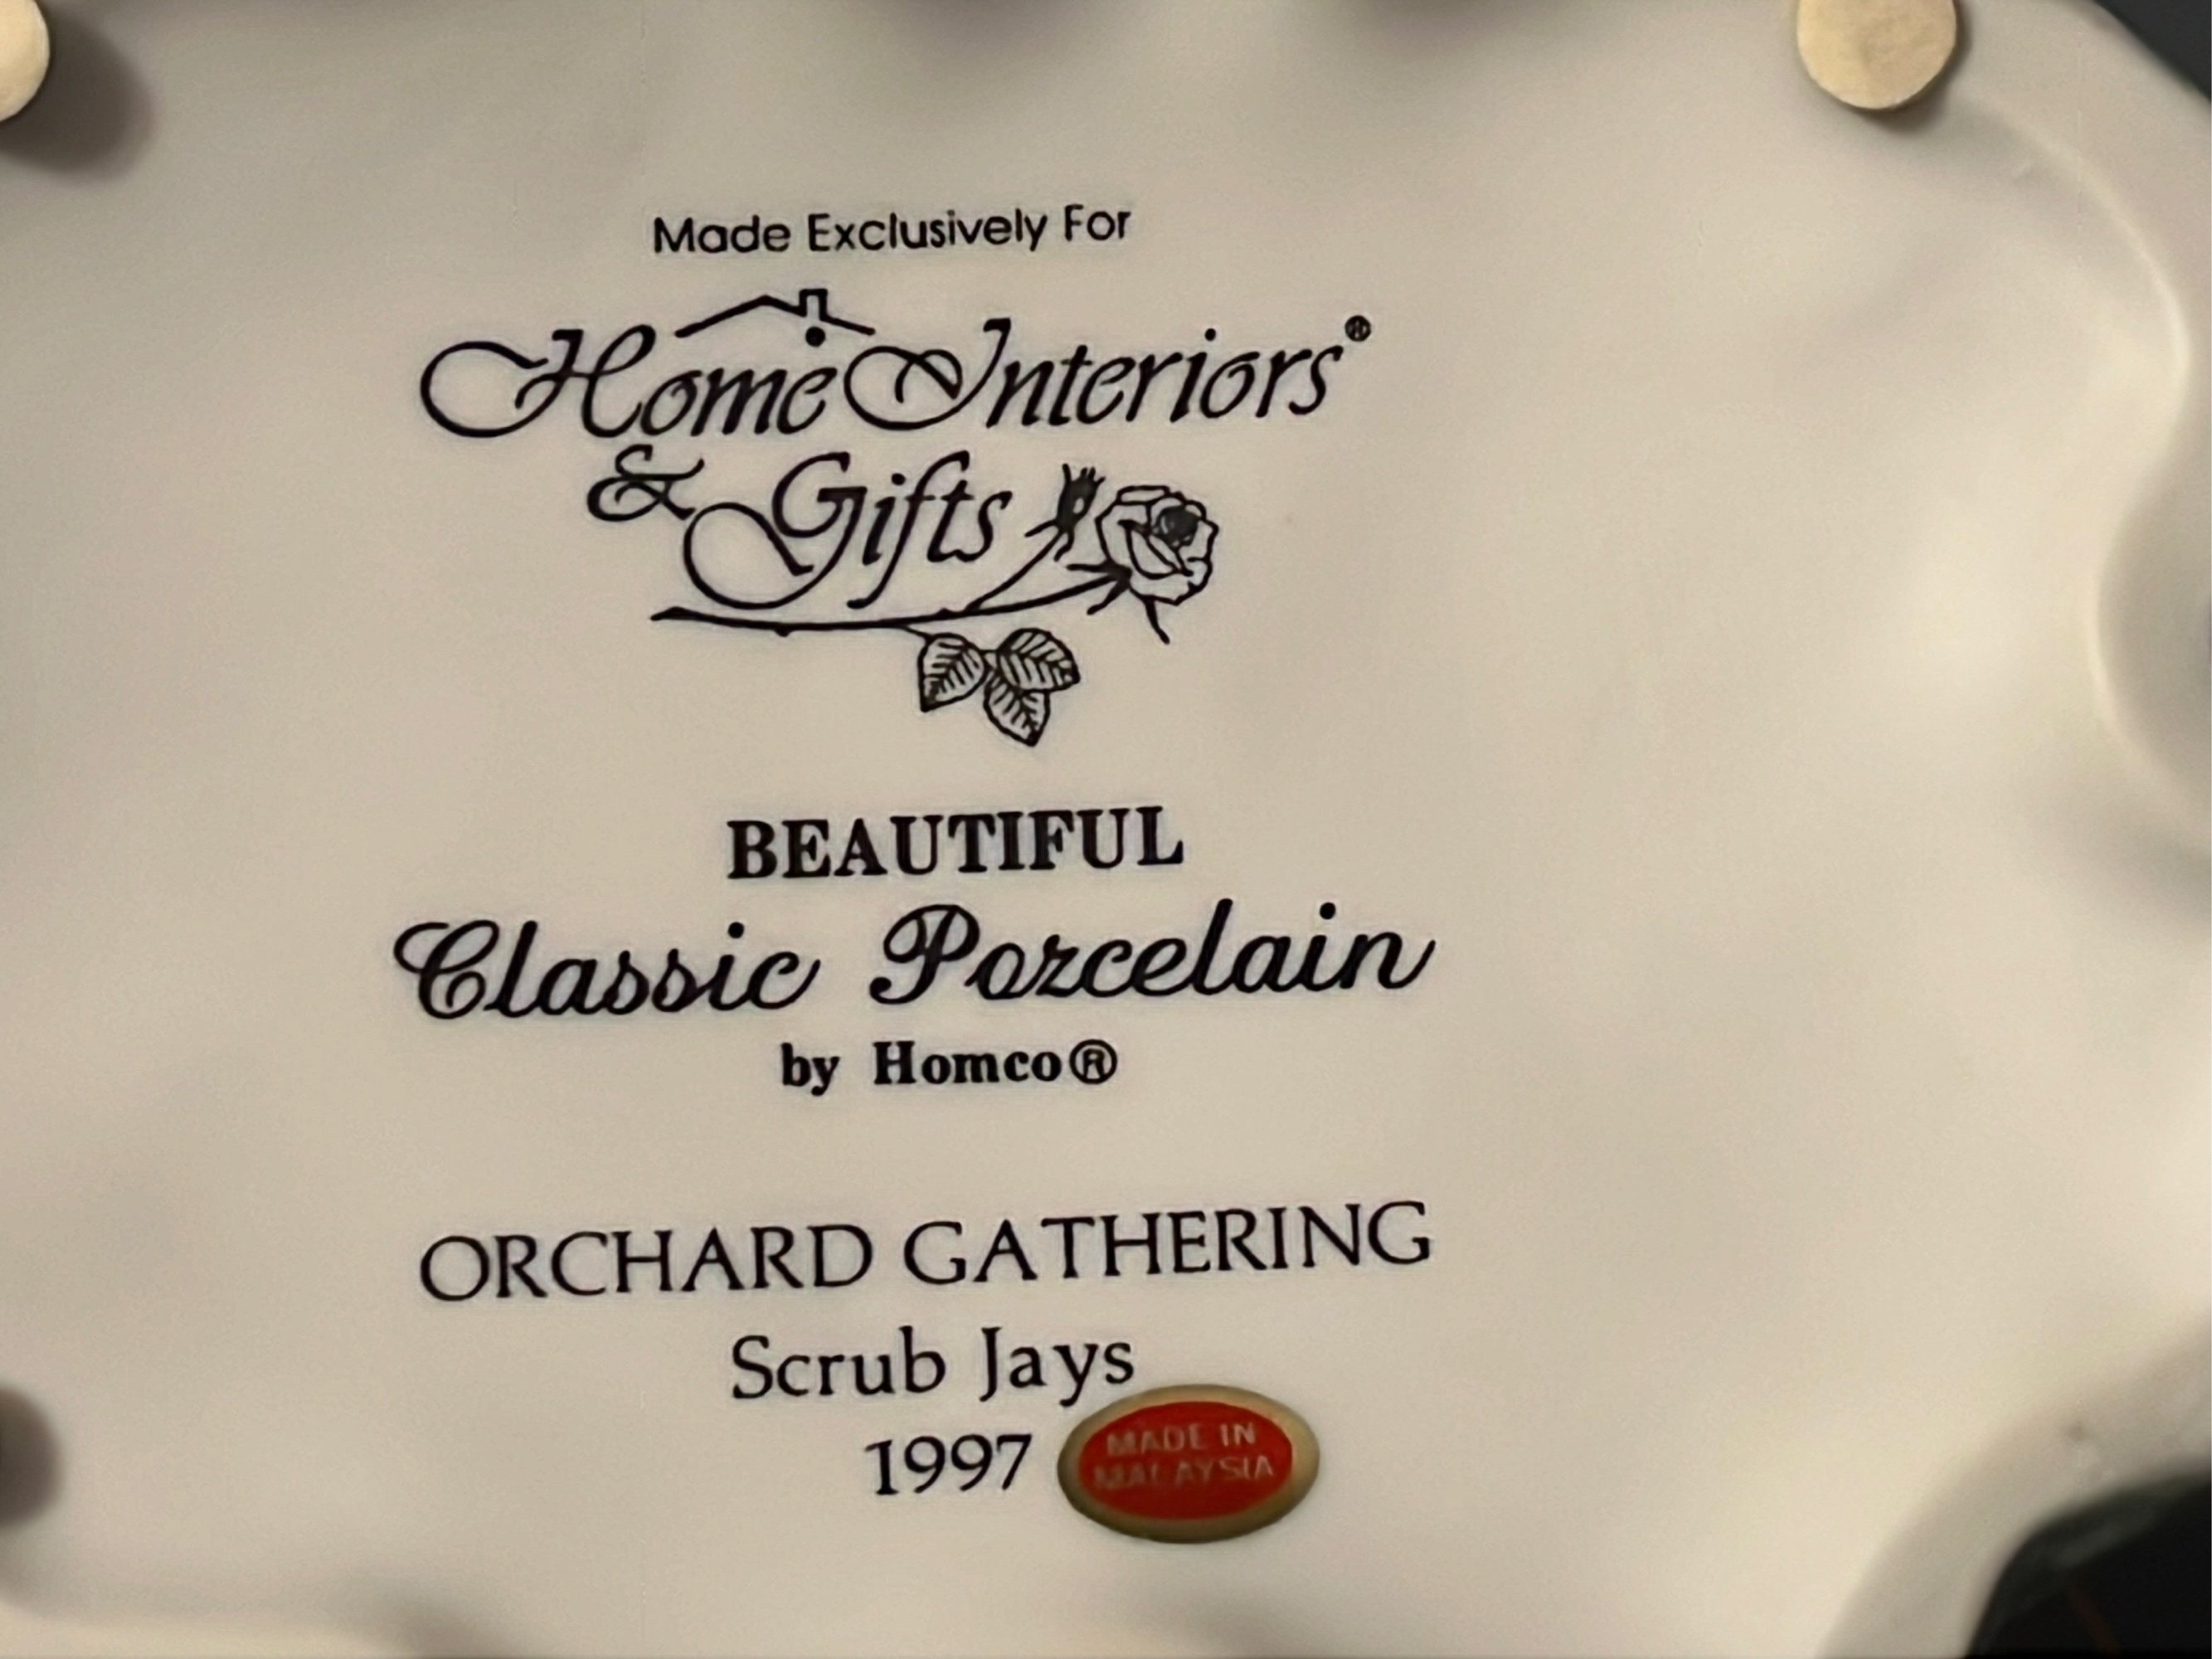 Made Exclusively For
Home Interiors®
& Gifts
BEAUTIFUL
Classic Porcelain
by Homco®
ORCHARD GATHERING
Scrub Jays
1997
MADE IN
MALAYSIA